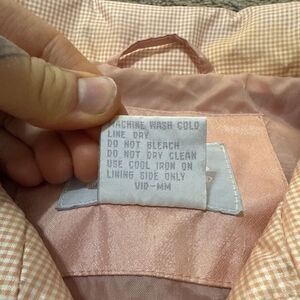 MACHINE WASH COLD
LINE DAY
DO NOT BLEACH
DO NOT DRY CLEAN
USE COOL IRON ON
LINING SIDE ONLY
VID-MM